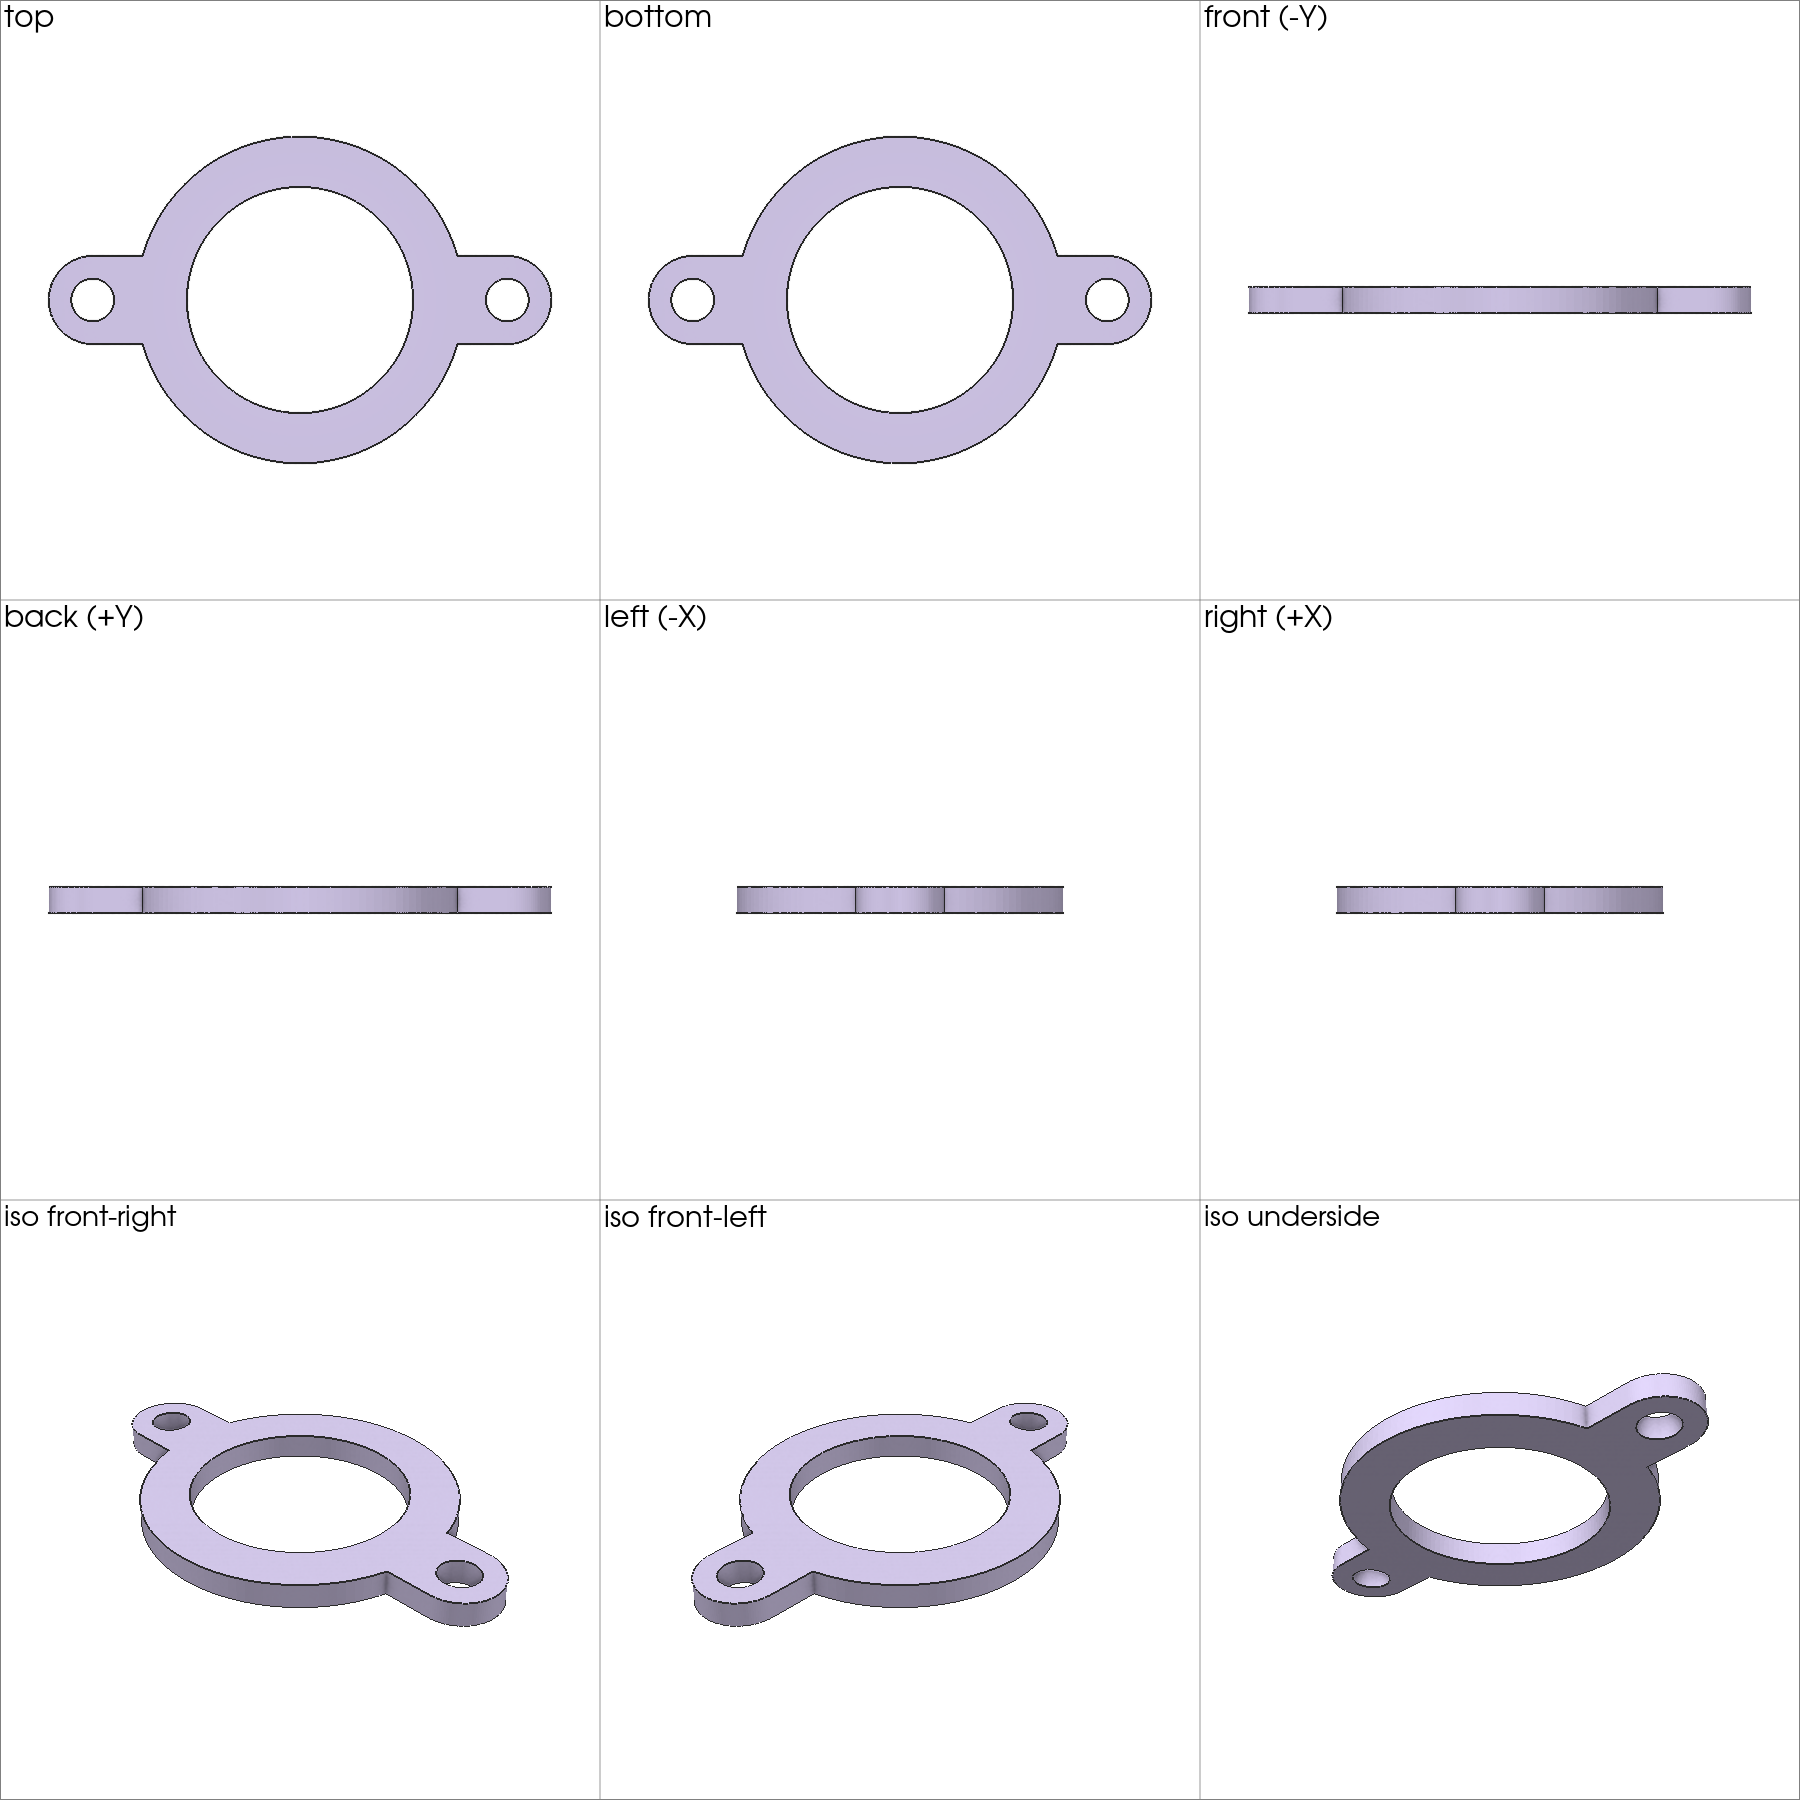 top
bottom
front (-Y)
back (+Y)
left (-X)
right (+X)
iso front-right
iso front-left
iso underside